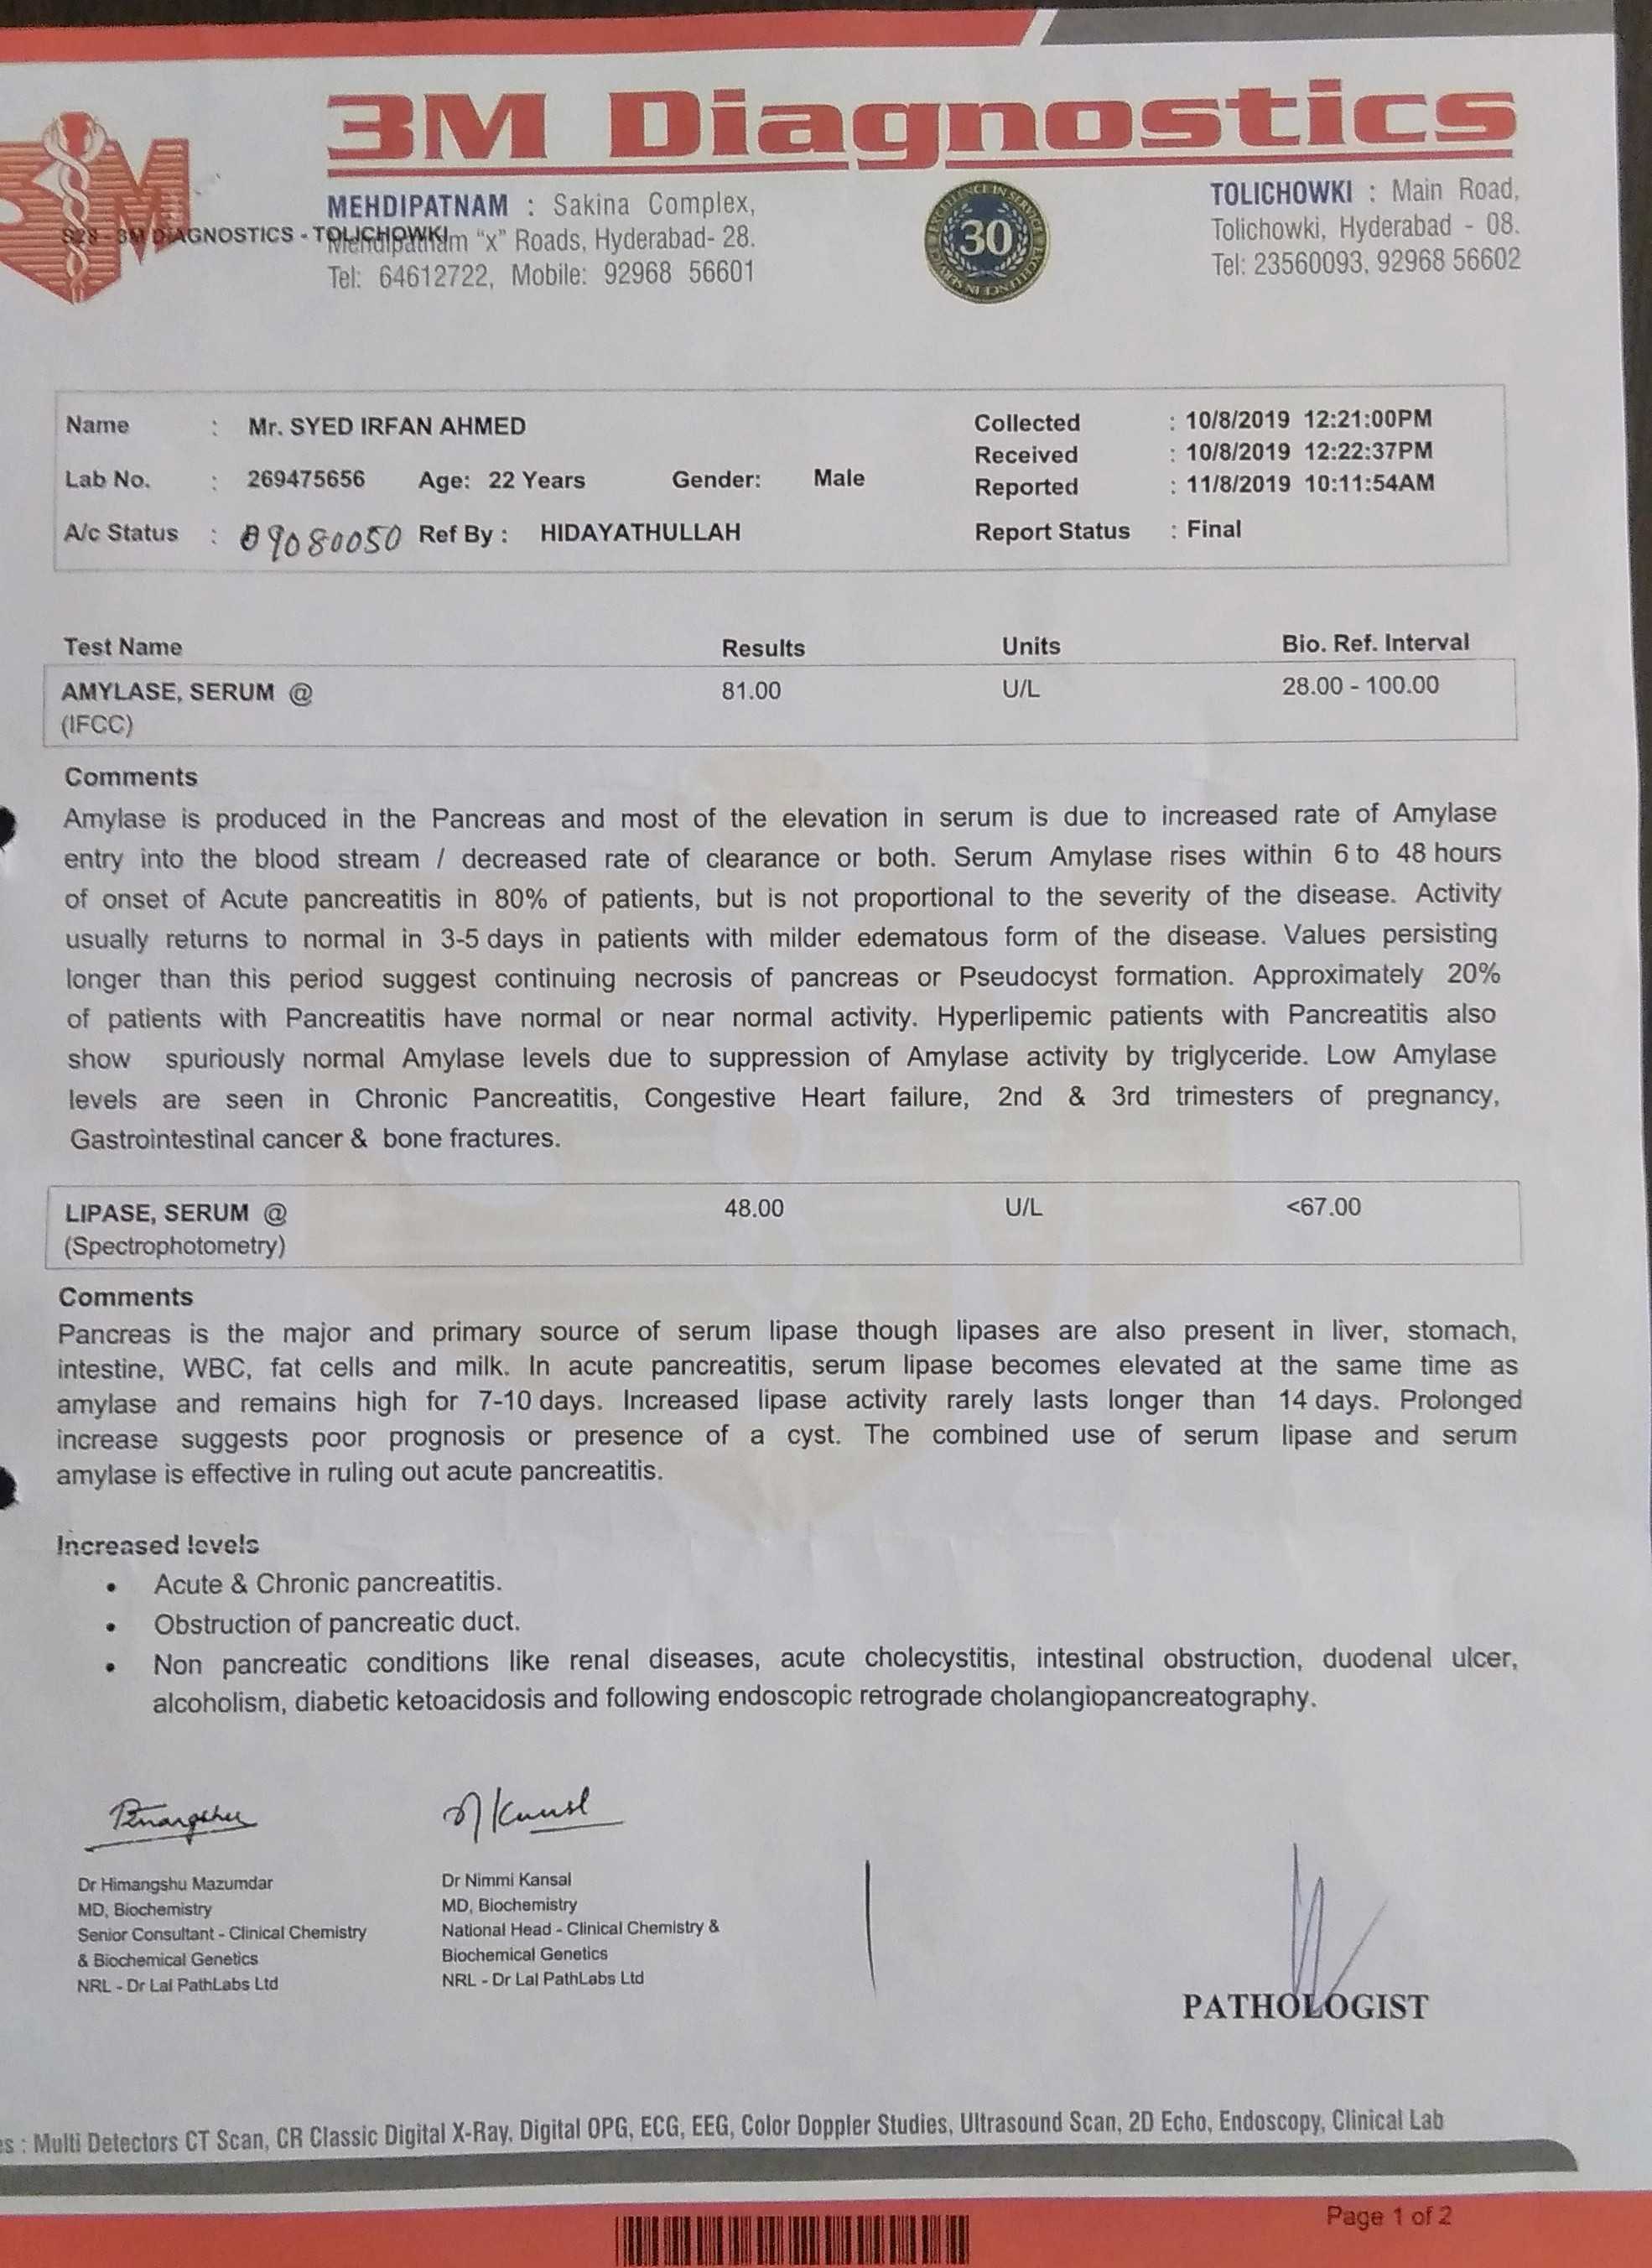 3M Diagnostics
3M
MEHDIPATNAM : Sakina Complex,
Mehdipatnam "x" Roads, Hyderabad- 28.
Tel: 64612722, Mobile: 92968 56601
S28 - 3M DIAGNOSTICS - TOLICHOWKI
EXCELLENCE IN SERVICE
30
EXCELLENCE IN SERVICE
TOLICHOWKI : Main Road,
Tolichowki, Hyderabad - 08.
Tel: 23560093, 92968 56602
Name : Mr. SYED IRFAN AHMED Collected : 10/8/2019 12:21:00PM
Received : 10/8/2019 12:22:37PM
Lab No. : 269475656 Age: 22 Years Gender: Male Reported : 11/8/2019 10:11:54AM
A/c Status : 09080050 Ref By : HIDAYATHULLAH Report Status : Final
Test Name Results Units Bio. Ref. Interval
AMYLASE, SERUM @ 81.00 U/L 28.00 - 100.00
(IFCC)
Comments
Amylase is produced in the Pancreas and most of the elevation in serum is due to increased rate of Amylase
entry into the blood stream / decreased rate of clearance or both. Serum Amylase rises within 6 to 48 hours
of onset of Acute pancreatitis in 80% of patients, but is not proportional to the severity of the disease. Activity
usually returns to normal in 3-5 days in patients with milder edematous form of the disease. Values persisting
longer than this period suggest continuing necrosis of pancreas or Pseudocyst formation. Approximately 20%
of patients with Pancreatitis have normal or near normal activity. Hyperlipemic patients with Pancreatitis also
show spuriously normal Amylase levels due to suppression of Amylase activity by triglyceride. Low Amylase
levels are seen in Chronic Pancreatitis, Congestive Heart failure, 2nd & 3rd trimesters of pregnancy,
Gastrointestinal cancer & bone fractures.
LIPASE, SERUM @ 48.00 U/L <67.00
(Spectrophotometry)
Comments
Pancreas is the major and primary source of serum lipase though lipases are also present in liver, stomach,
intestine, WBC, fat cells and milk. In acute pancreatitis, serum lipase becomes elevated at the same time as
amylase and remains high for 7-10 days. Increased lipase activity rarely lasts longer than 14 days. Prolonged
increase suggests poor prognosis or presence of a cyst. The combined use of serum lipase and serum
amylase is effective in ruling out acute pancreatitis.
Increased levels
• Acute & Chronic pancreatitis.
• Obstruction of pancreatic duct.
• Non pancreatic conditions like renal diseases, acute cholecystitis, intestinal obstruction, duodenal ulcer,
alcoholism, diabetic ketoacidosis and following endoscopic retrograde cholangiopancreatography.
Dr Himangshu Mazumdar
MD, Biochemistry
Senior Consultant - Clinical Chemistry
& Biochemical Genetics
NRL - Dr Lal PathLabs Ltd
Dr Nimmi Kansal
MD, Biochemistry
National Head - Clinical Chemistry &
Biochemical Genetics
NRL - Dr Lal PathLabs Ltd
PATHOLOGIST
es : Multi Detectors CT Scan, CR Classic Digital X-Ray, Digital OPG, ECG, EEG, Color Doppler Studies, Ultrasound Scan, 2D Echo, Endoscopy, Clinical Lab
Page 1 of 2